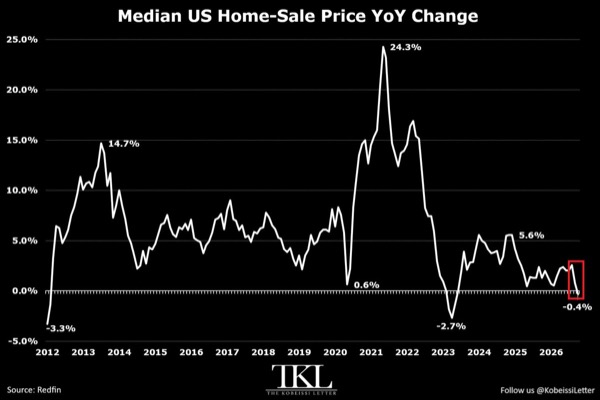 Median US Home-Sale Price YoY Change
25.0%
24.3%
20.0%
15.0%
14.7%
10.0%
5.0%
5.6%
0.6%
0.0%
-0.4%
-3.3%
-2.7%
-5.0%
2012 2013 2014 2015 2016 2017 2018 2019 2020 2021 2022 2023 2024 2025 2026
Source: Redfin
TKL
THE KOBEISSI LETTER
Follow us @KobeissiLetter